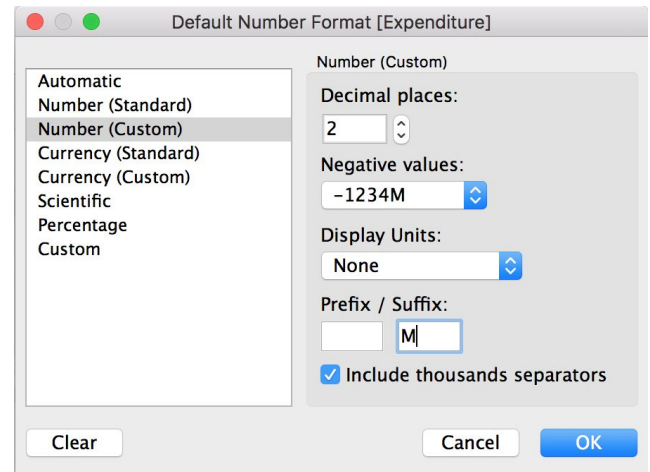 Default Number Format [Expenditure]
Automatic
Number (Standard)
Number (Custom)
Currency (Standard)
Currency (Custom)
Scientific
Percentage
Custom
Number (Custom)
Decimal places:
2
Negative values:
-1234M
Display Units:
None
Prefix / Suffix:
M
Include thousands separators
Clear
Cancel
OK